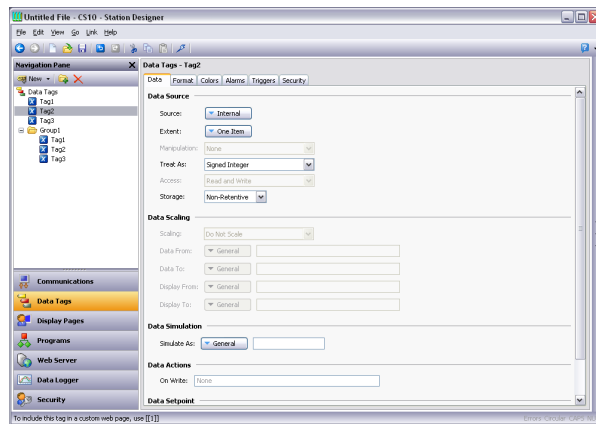 Untitled File - CS10 - Station Designer
File Edit View Go Link Help
Navigation Pane X
New
Data Tags
Tag1
Tag2
Tag3
Group1
Tag1
Tag2
Tag3
Communications
Data Tags
Display Pages
Programs
Web Server
Data Logger
Security
Data Tags - Tag2
Data Format Colors Alarms Triggers Security
Data Source
Source: Internal
Extent: One Item
Manipulation: None
Treat As: Signed Integer
Access: Read and Write
Storage: Non-Retentive
Data Scaling
Scaling: Do Not Scale
Data From: General
Data To: General
Display From: General
Display To: General
Data Simulation
Simulate As: General
Data Actions
On Write: None
Data Setpoint
To include this tag in a custom web page, use [[1]]
Errors Circular CAPS